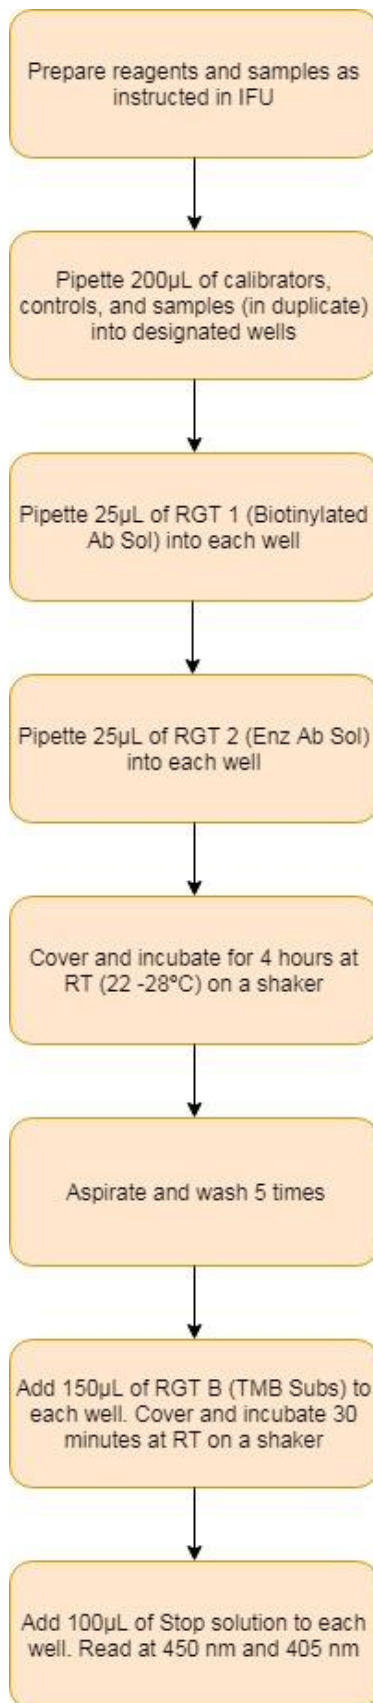 Prepare reagents and samples as
instructed in IFU
Pipette 200µL of calibrators,
controls, and samples (in duplicate)
into designated wells
Pipette 25µL of RGT 1 (Biotinylated
Ab Sol) into each well
Pipette 25µL of RGT 2 (Enz Ab Sol)
into each well
Cover and incubate for 4 hours at
RT (22 -28ºC) on a shaker
Aspirate and wash 5 times
Add 150µL of RGT B (TMB Subs) to
each well. Cover and incubate 30
minutes at RT on a shaker
Add 100µL of Stop solution to each
well. Read at 450 nm and 405 nm